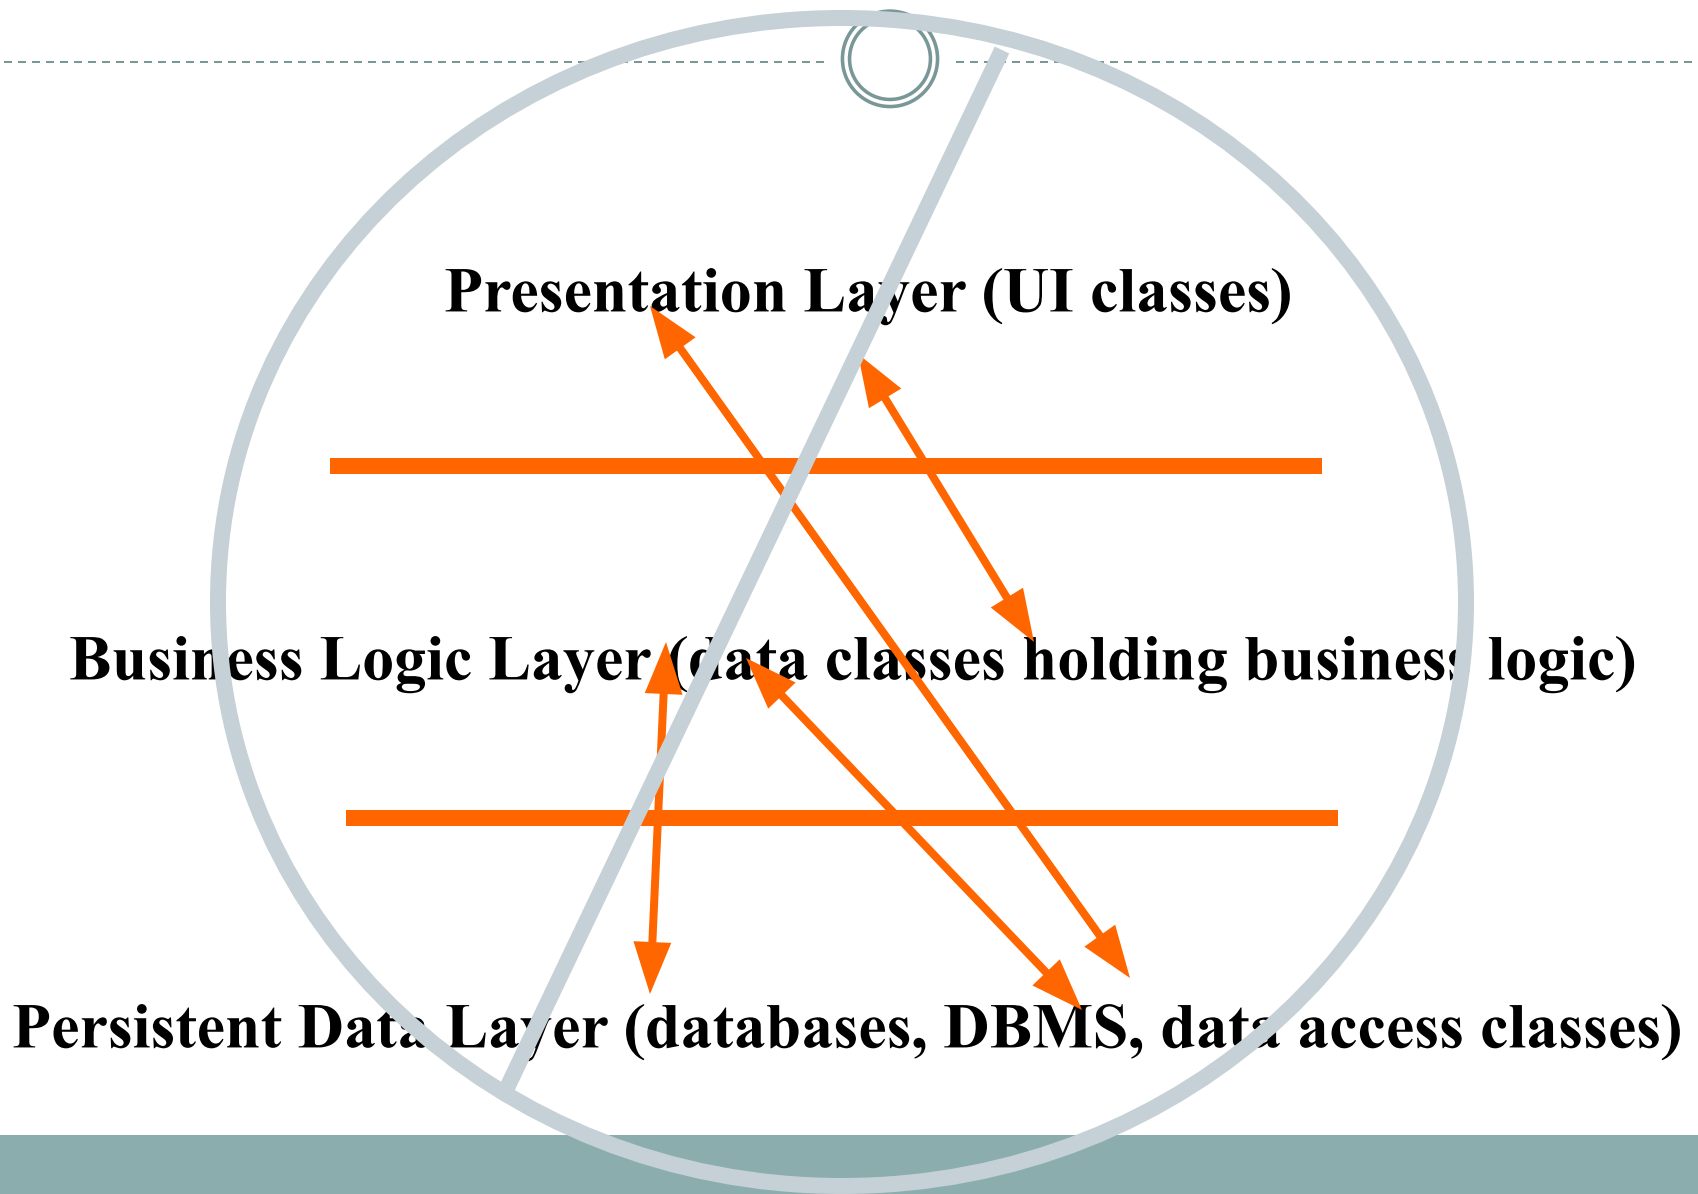 Presentation Layer (UI classes)
Business Logic Layer (data classes holding business logic)
Persistent Data Layer (databases, DBMS, data access classes)